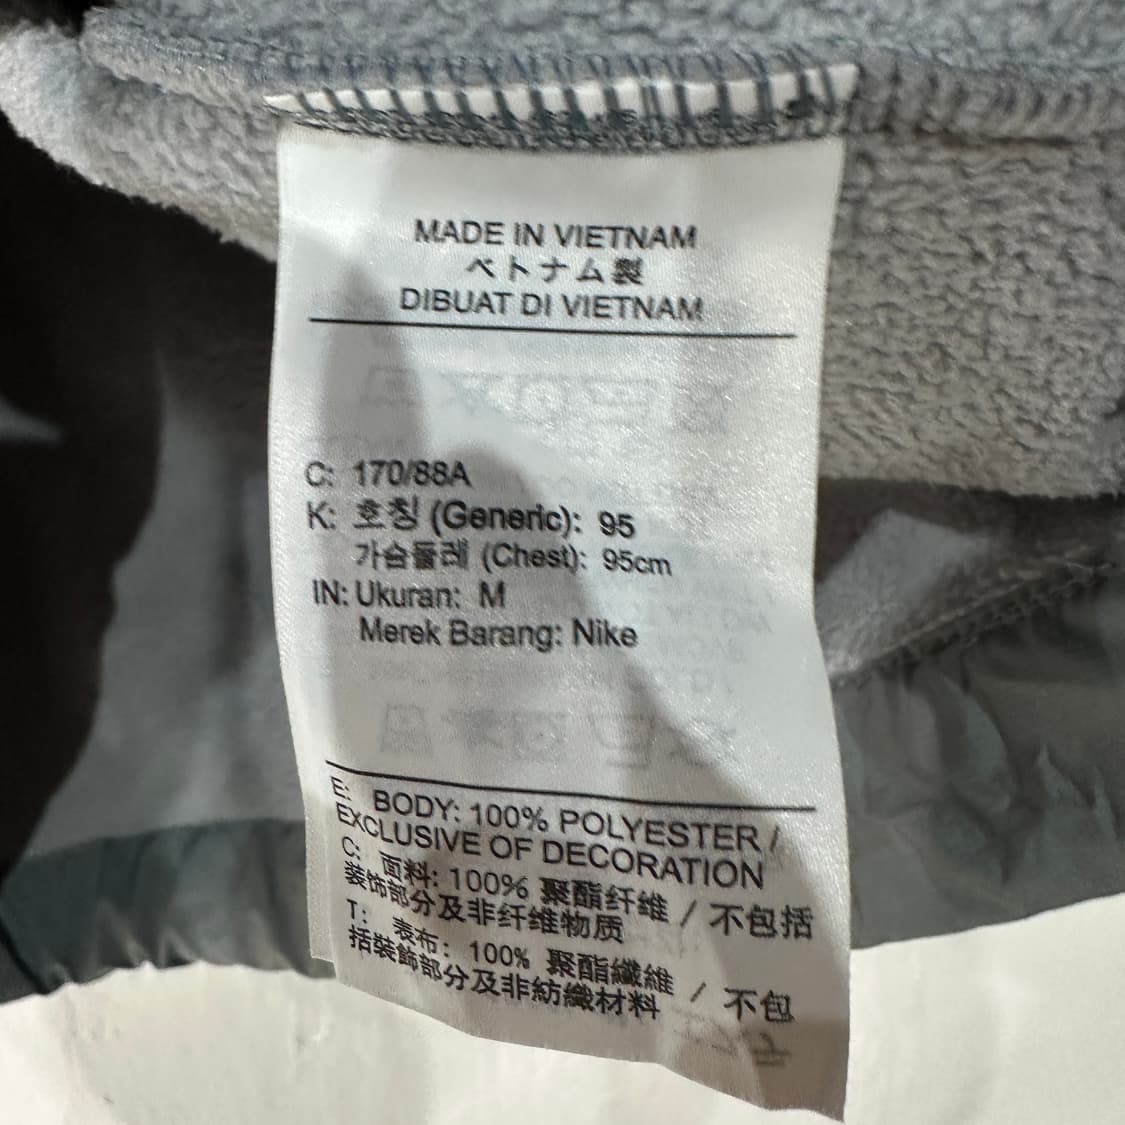 MADE IN VIETNAM
ベトナム製
DIBUAT DI VIETNAM
C: 170/88A
K: 호칭 (Generic): 95
가슴둘레 (Chest): 95cm
IN: Ukuran: M
Merek Barang: Nike
E: BODY: 100% POLYESTER /
EXCLUSIVE OF DECORATION
C: 面料: 100% 聚酯纤维 / 不包括
装饰部分及非纤维物质
T: 表布: 100% 聚酯纖維 / 不包
括裝飾部分及非紡織材料